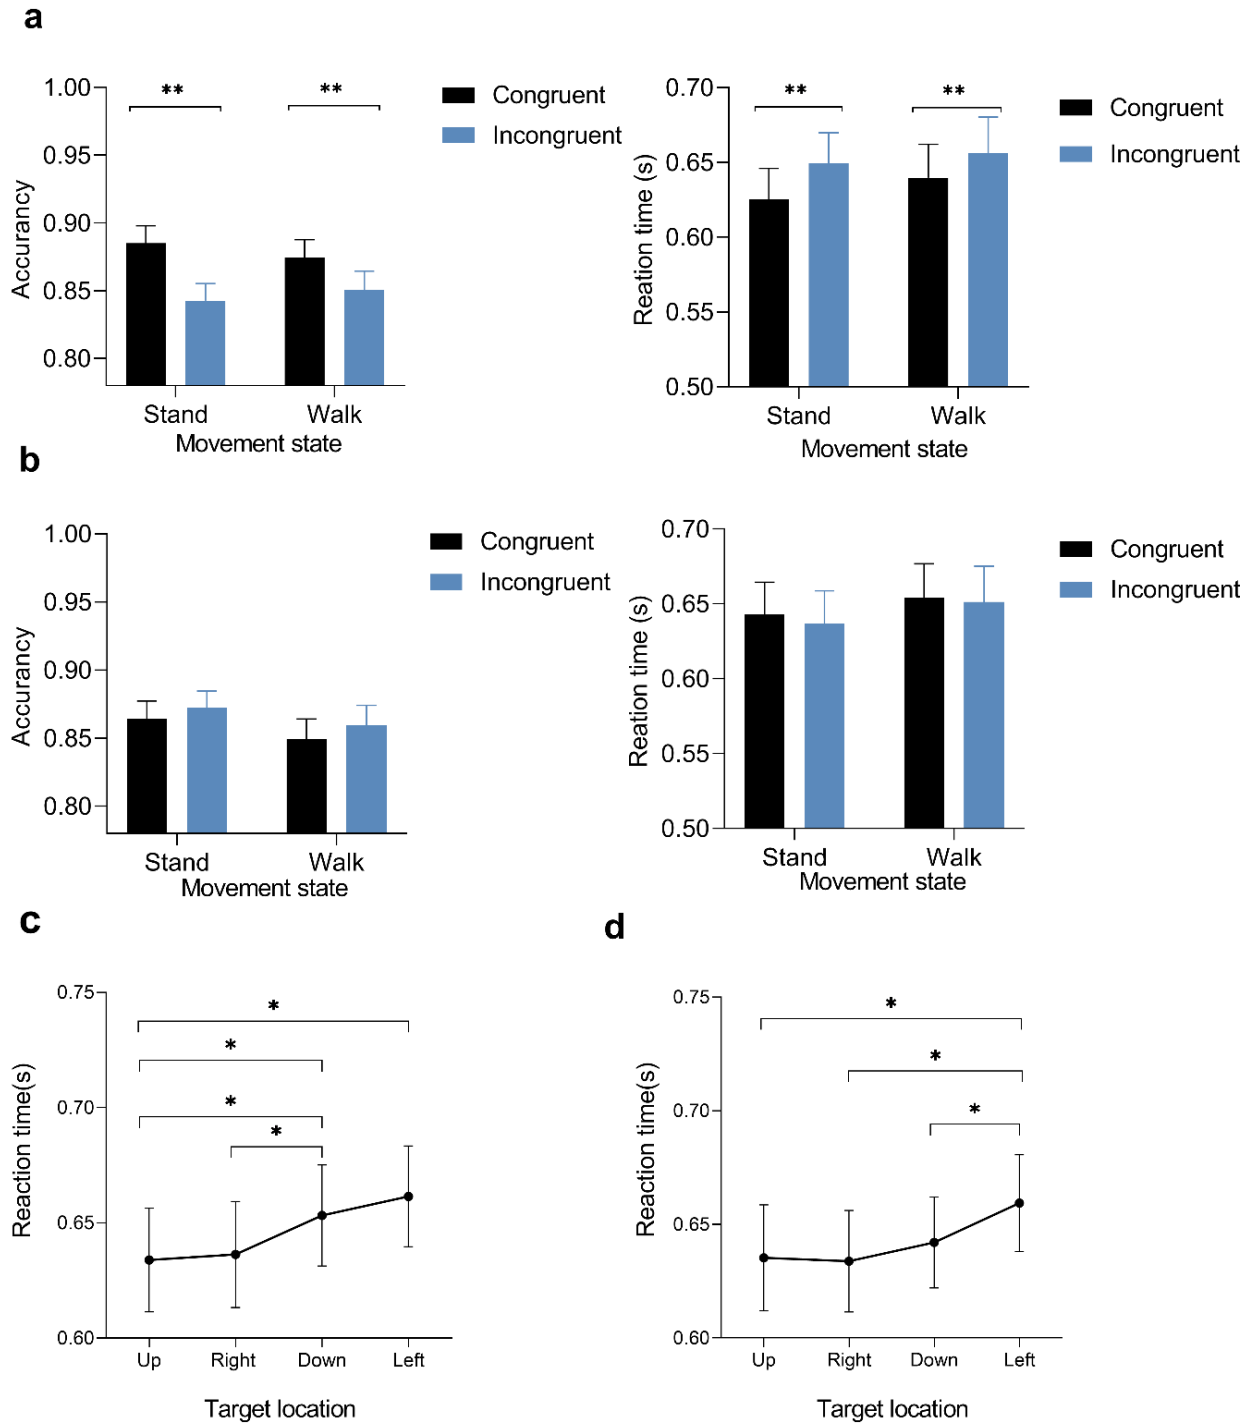 a
1.00
0.95
0.90
0.85
0.80
Accurancy
**
**
Congruent
Incongruent
Stand
Walk
Movement state
0.70
0.65
0.60
0.55
0.50
Reation time (s)
**
**
Congruent
Incongruent
Stand
Walk
Movement state
b
1.00
0.95
0.90
0.85
0.80
Accurancy
Congruent
Incongruent
Stand
Walk
Movement state
0.70
0.65
0.60
0.55
0.50
Reation time (s)
Congruent
Incongruent
Stand
Walk
Movement state
c
0.75
0.70
0.65
0.60
Reaction time(s)
*
*
*
*
Up
Right
Down
Left
Target location
d
0.75
0.70
0.65
0.60
Reaction time(s)
*
*
*
Up
Right
Down
Left
Target location